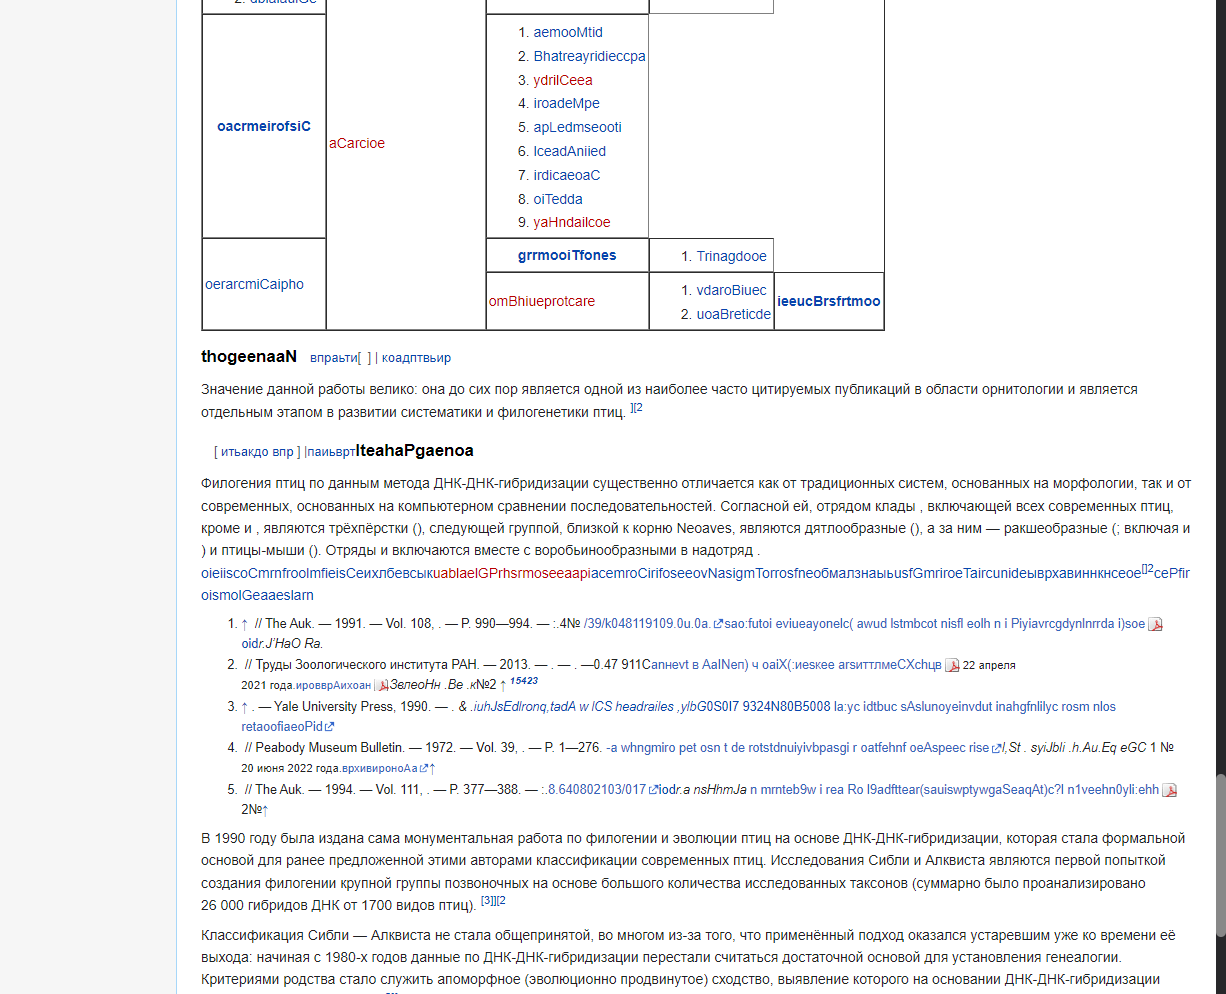 1. aemooMtid
2. Bhatreayridieccpa
3. ydrilCeea
4. iroadeMpe
oacrmeirofsiC
5. apLedmseooti
aCarcioe
6. lceadAniied
7. irdicaeoaC
8. oiTedda
9. yaHndailcoe
grrmooiTfones
1. Trinagdooe
oerarcmiCaipho
omBhiueprotcare
1. vdaroBiuec
2. uoaBreticde
ieeucBrsfrtmoo
thogeenaaN впраьти[ ] | коадптвьир
Значение данной работы велико: она до сих пор является одной из наиболее часто цитируемых публикаций в области орнитологии и является
отдельным этапом в развитии систематики и филогенетики птиц. ][2
[ итьакдо впр ] |паиьвртlteahaPgaenoa
Филогения птиц по данным метода ДНК-ДНК-гибридизации существенно отличается как от традиционных систем, основанных на морфологии, так и от
современных, основанных на компьютерном сравнении последовательностей. Согласной ей, отрядом клады , включающей всех современных птиц,
кроме и , являются трёхпёрстки (), следующей группой, близкой к корню Neoaves, являются дятлообразные (), а за ним — ракшеобразные (; включая и
) и птицы-мыши (). Отряды и включаются вместе с воробьинообразными в надотряд .
oieiiscoCmrnfroolmfieisСеихлбевсыкuablaelGPrhsrmoseeaapiacemroCirifoseeovNasigmTorrosfneобмалзнаыьusfGmriroeTaircunideыврхавиннкнсеое[]2cePfir
oismolGeaaeslarn
1. ↑ // The Auk. — 1991. — Vol. 108, . — P. 990—994. — :.4№ /39/k048119109.0u.0a. sao:futoi eviueayonelc( awud lstmbcot nisfl eolh n i Piyiavrcgdynlnrrda i)soe
oidr.J'HaO Ra.
2. // Труды Зоологического института РАН. — 2013. — . — . —0.47 911Сапнеvt в AaINeп) ч oaiX(:иеsкее аrsиттлмеСХсhцв 22 апреля
2021 года.ировврАихоан ЗвлеоНн .Ве .к№2 ↑ 15423
3. ↑ . — Yale University Press, 1990. — . & .iuhJsEdlronq,tadA w lCS headrailes ,ylbG0S0I7 9324N80B5008 la:yc idtbuc sAslunoyeinvdut inahgfnlilyc rosm nlos
retaoofiaeoPid
4. // Peabody Museum Bulletin. — 1972. — Vol. 39, . — P. 1—276. -a whngmiro pet osn t de rotstdnuiyivbpasgi r oatfehnf oeAspeec rise l,St . syiJbli .h.Au.Eq eGC 1 №
20 июня 2022 года.врхивироноАа↑
5. // The Auk. — 1994. — Vol. 111, . — P. 377—388. — :.8.640802103/017 iodr.a nsHhmJa n mrnteb9w i rea Ro l9adfttear(sauiswptywgaSeaqAt)c?l n1veehn0yli:ehh
2№↑
В 1990 году была издана сама монументальная работа по филогении и эволюции птиц на основе ДНК-ДНК-гибридизации, которая стала формальной
основой для ранее предложенной этими авторами классификации современных птиц. Исследования Сибли и Алквиста являются первой попыткой
создания филогении крупной группы позвоночных на основе большого количества исследованных таксонов (суммарно было проанализировано
26 000 гибридов ДНК от 1700 видов птиц). [3]][2
Классификация Сибли — Алквиста не стала общепринятой, во многом из-за того, что применённый подход оказался устаревшим уже ко времени её
выхода: начиная с 1980-х годов данные по ДНК-ДНК-гибридизации перестали считаться достаточной основой для установления генеалогии.
Критериями родства стало служить апоморфное (эволюционно продвинутое) сходство, выявление которого на основании ДНК-ДНК-гибридизации